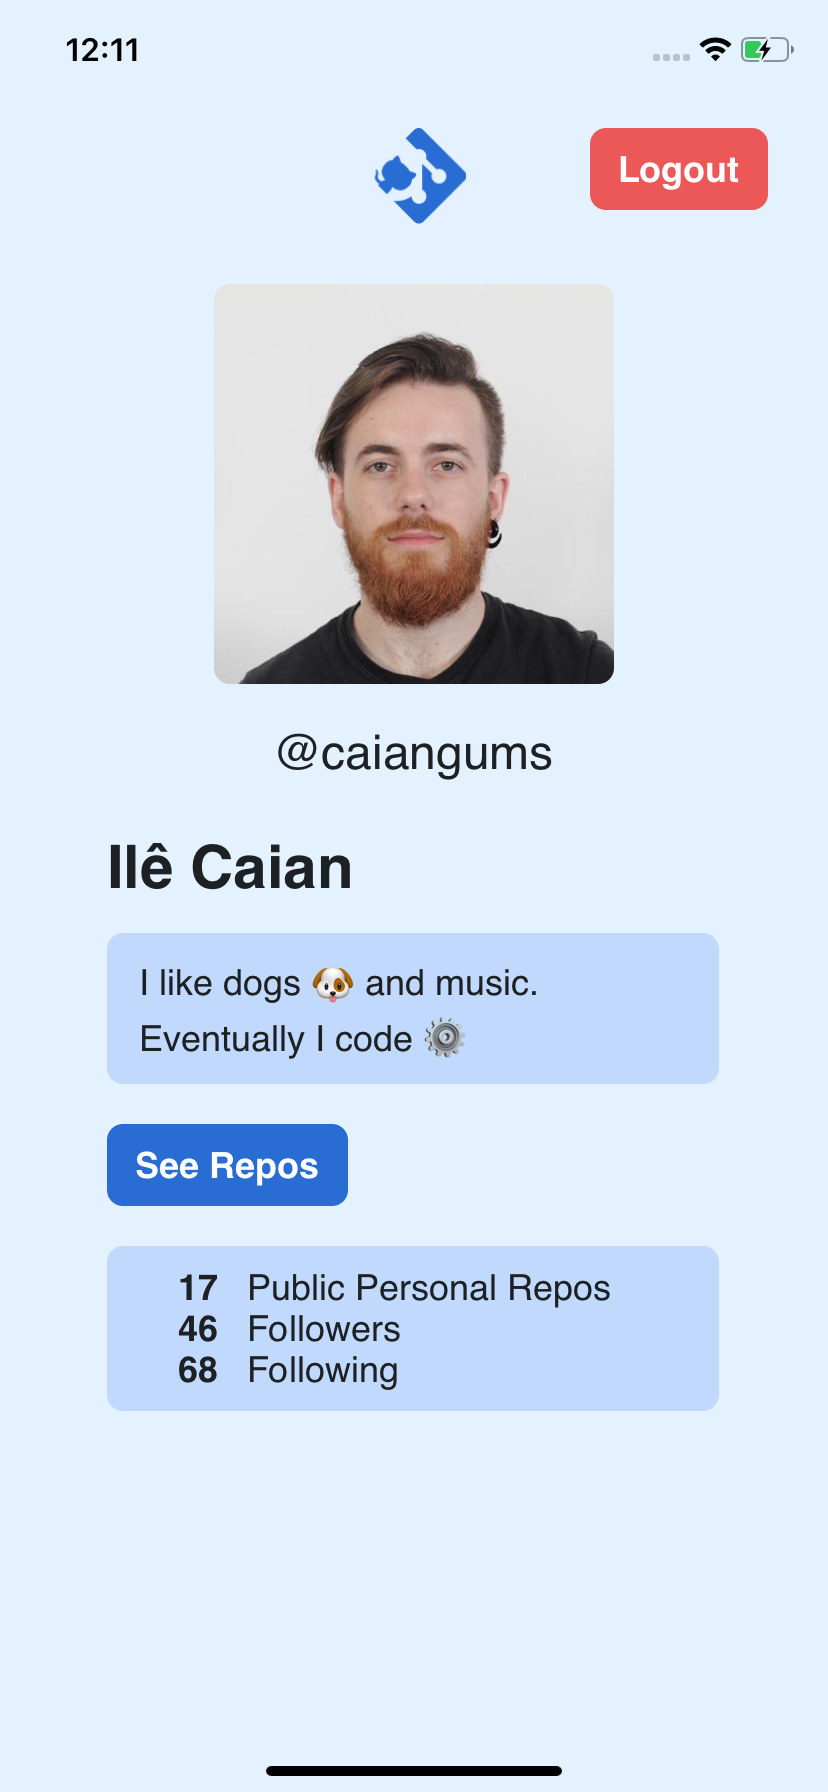 12:11
Logout
@caiangums
Ilê Caian
I like dogs 🐶 and music.
Eventually I code ⚙️
See Repos
17 Public Personal Repos
46 Followers
68 Following